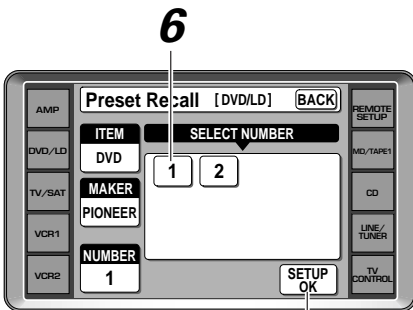 6
Preset Recall [DVD/LD] BACK
AMP
DVD/LD
TV/SAT
VCR1
VCR2
ITEM
DVD
MAKER
PIONEER
NUMBER
1
SELECT NUMBER
1 2
SETUP
OK
REMOTE
SETUP
MD/TAPE1
CD
LINE/
TUNER
TV
CONTROL